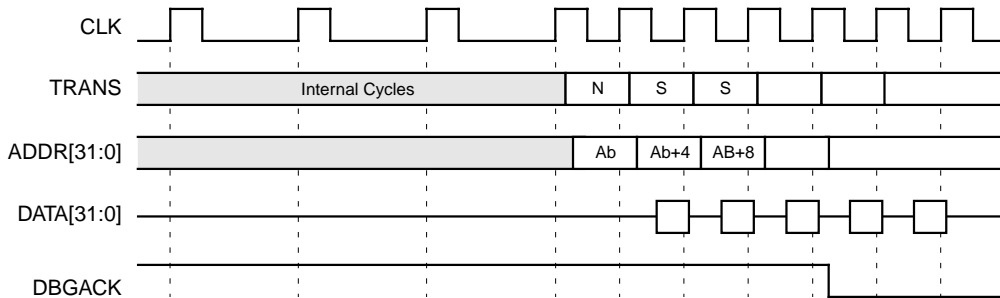 CLK
TRANS Internal Cycles N S S
ADDR[31:0] Ab Ab+4 AB+8
DATA[31:0]
DBGACK